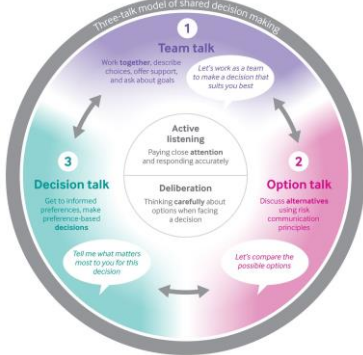 Three-talk model of shared decision making
1
Team talk
Work together, describe
choices, offer support,
and ask about goals
Let's work as a team
to make a decision that
suits you best
Active
listening
Paying close attention
and responding accurately
Deliberation
Thinking carefully about
options when facing
a decision
2
Option talk
Discuss alternatives
using risk
communication
principles
Let's compare the
possible options
3
Decision talk
Get to informed
preferences, make
preference-based
decisions
Tell me what matters
most to you for this
decision